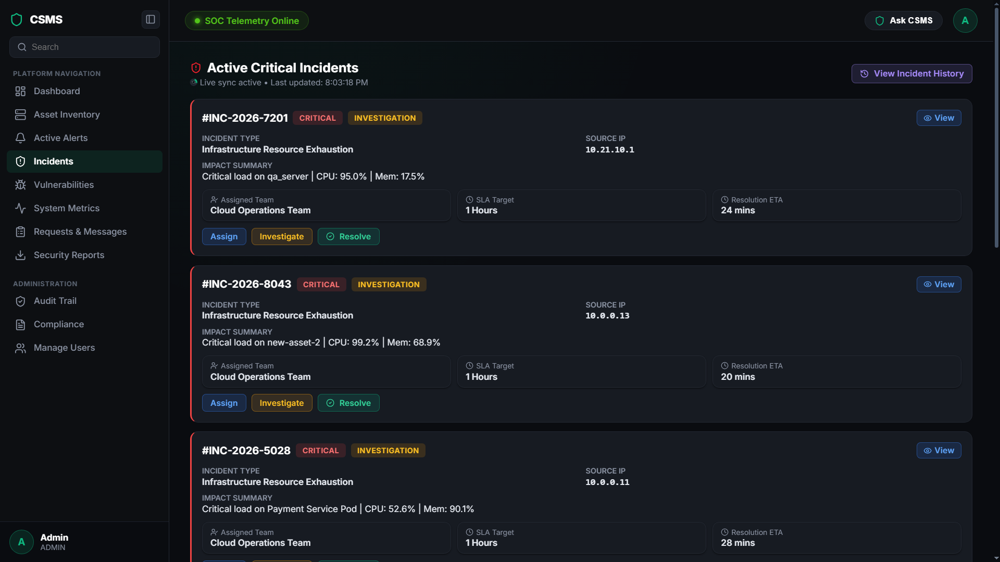 CSMS
Search
PLATFORM NAVIGATION
Dashboard
Asset Inventory
Active Alerts
Incidents
Vulnerabilities
System Metrics
Requests & Messages
Security Reports
ADMINISTRATION
Audit Trail
Compliance
Manage Users
A
Admin
ADMIN
SOC Telemetry Online
Ask CSMS
A
Active Critical Incidents
Live sync active • Last updated: 8:03:18 PM
View Incident History
#INC-2026-7201 CRITICAL INVESTIGATION
View
INCIDENT TYPE
Infrastructure Resource Exhaustion
SOURCE IP
10.21.10.1
IMPACT SUMMARY
Critical load on qa_server | CPU: 95.0% | Mem: 17.5%
Assigned Team
Cloud Operations Team
SLA Target
1 Hours
Resolution ETA
24 mins
Assign
Investigate
Resolve
#INC-2026-8043 CRITICAL INVESTIGATION
View
INCIDENT TYPE
Infrastructure Resource Exhaustion
SOURCE IP
10.0.0.13
IMPACT SUMMARY
Critical load on new-asset-2 | CPU: 99.2% | Mem: 68.9%
Assigned Team
Cloud Operations Team
SLA Target
1 Hours
Resolution ETA
20 mins
Assign
Investigate
Resolve
#INC-2026-5028 CRITICAL INVESTIGATION
View
INCIDENT TYPE
Infrastructure Resource Exhaustion
SOURCE IP
10.0.0.11
IMPACT SUMMARY
Critical load on Payment Service Pod | CPU: 52.6% | Mem: 90.1%
Assigned Team
Cloud Operations Team
SLA Target
1 Hours
Resolution ETA
28 mins